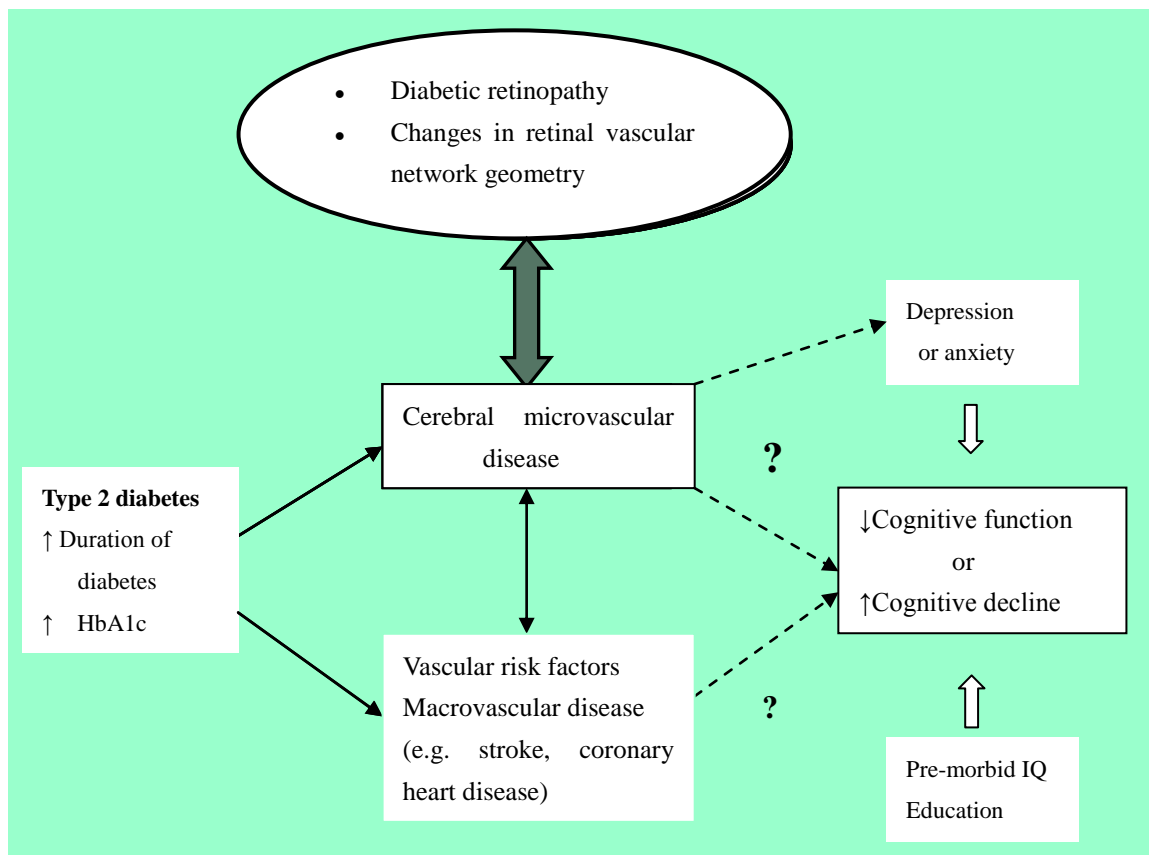 • Diabetic retinopathy
• Changes in retinal vascular
network geometry
Depression
or anxiety
Cerebral microvascular
disease
?
Type 2 diabetes
↑ Duration of
diabetes
↑ HbA1c
↓Cognitive function
or
↑Cognitive decline
Vascular risk factors
Macrovascular disease
(e.g. stroke, coronary
heart disease)
?
Pre-morbid IQ
Education